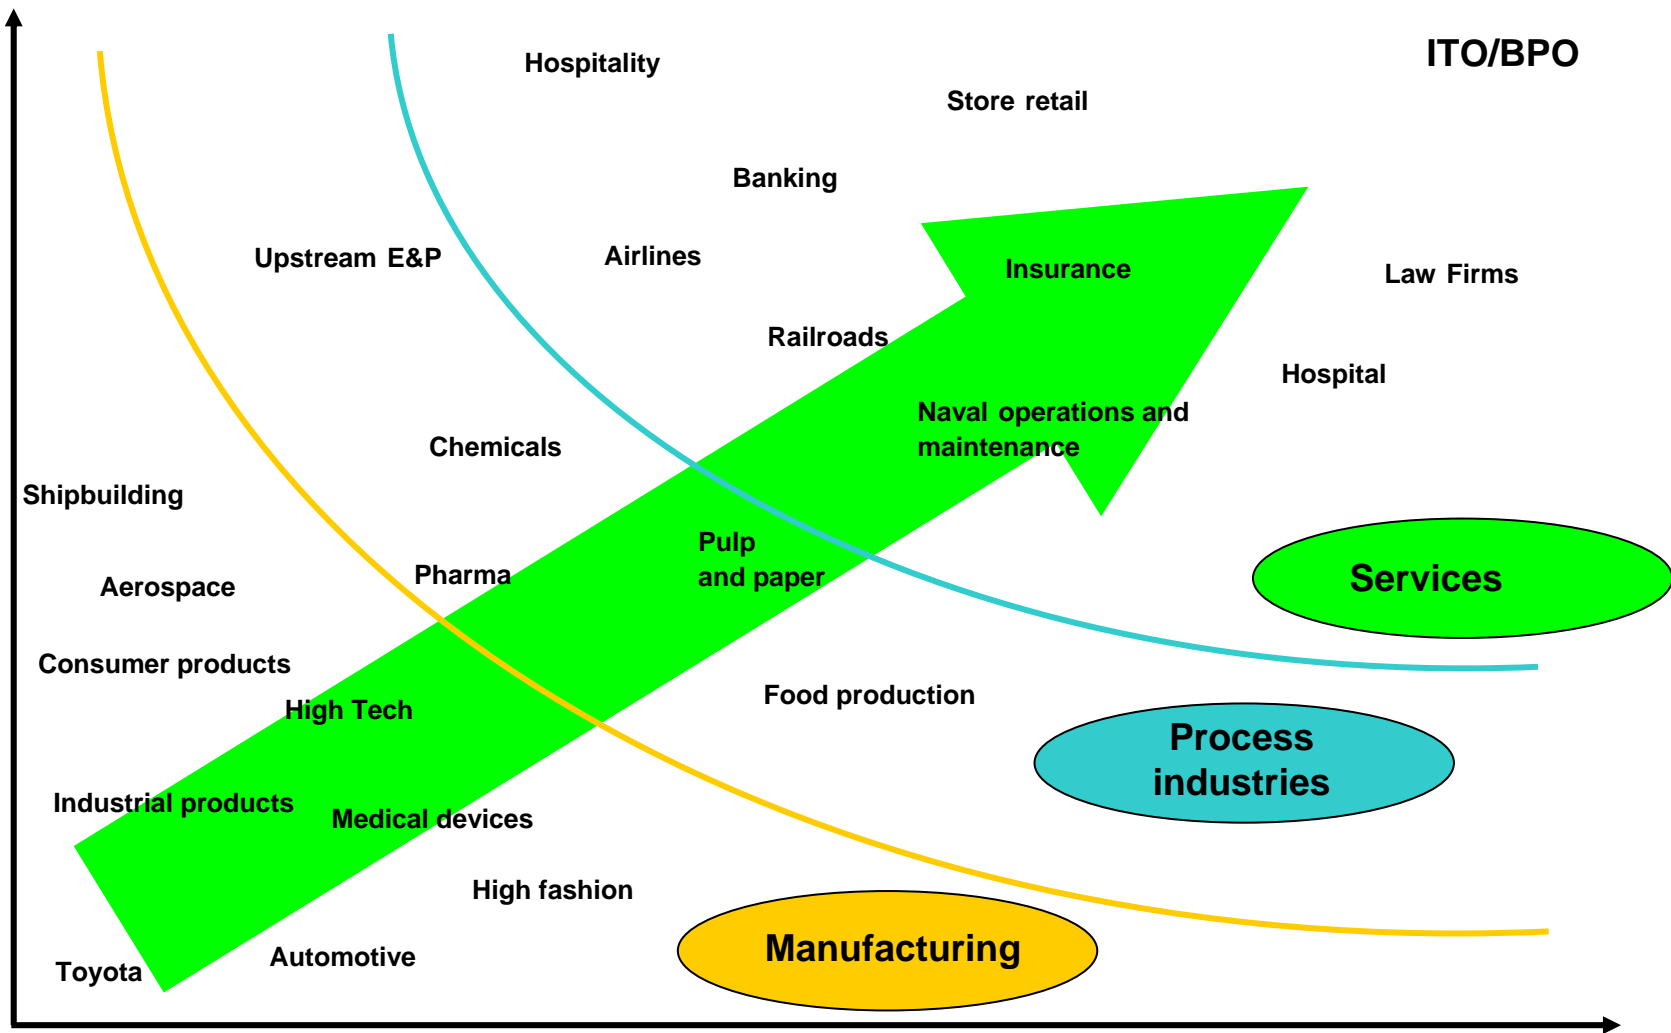 Hospitality
ITO/BPO
Store retail
Banking
Upstream E&P
Airlines
Insurance
Law Firms
Railroads
Hospital
Naval operations and
maintenance
Chemicals
Shipbuilding
Pulp
and paper
Services
Pharma
Aerospace
Consumer products
High Tech
Food production
Process
industries
Industrial products
Medical devices
High fashion
Manufacturing
Automotive
Toyota